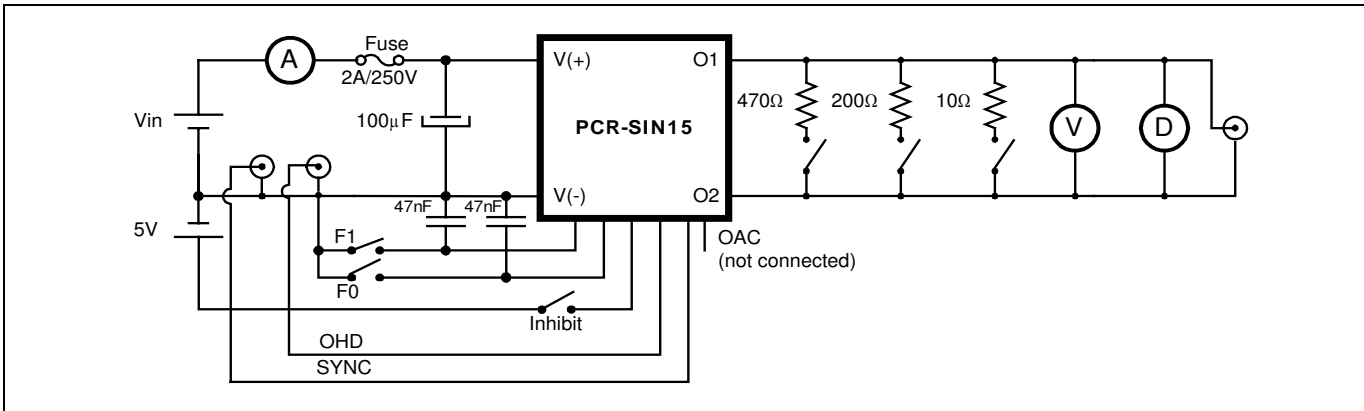 A
Fuse
2A/250V
V(+)
O1
470Ω
200Ω
10Ω
Vin
100µF
PCR-SIN15
V
D
V(-)
O2
47nF
47nF
5V
F1
F0
OAC
(not connected)
Inhibit
OHD
SYNC